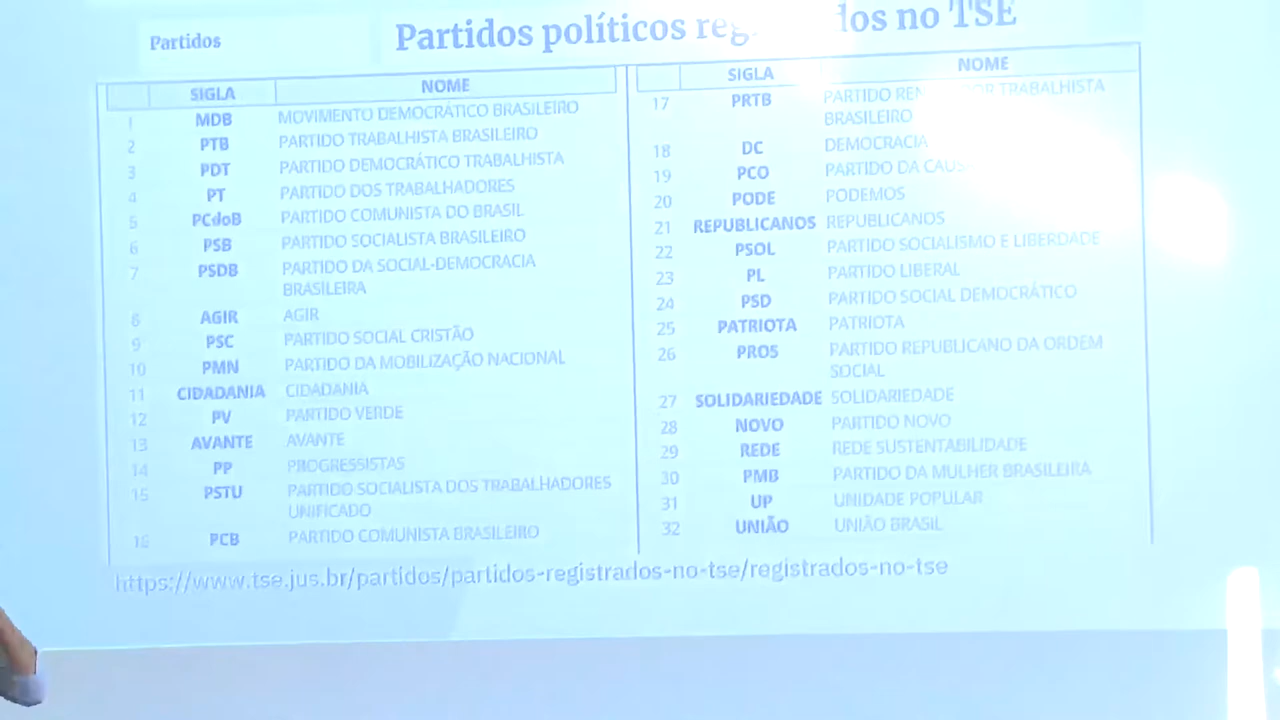 Partidos
Partidos políticos reg dos no TSE
SIGLA NOME
1 MDB MOVIMENTO DEMOCRÁTICO BRASILEIRO
2 PTB PARTIDO TRABALHISTA BRASILEIRO
3 PDT PARTIDO DEMOCRÁTICO TRABALHISTA
4 PT PARTIDO DOS TRABALHADORES
5 PCdoB PARTIDO COMUNISTA DO BRASIL
6 PSB PARTIDO SOCIALISTA BRASILEIRO
7 PSDB PARTIDO DA SOCIAL-DEMOCRACIA
BRASILEIRA
8 AGIR AGIR
9 PSC PARTIDO SOCIAL CRISTÃO
10 PMN PARTIDO DA MOBILIZAÇÃO NACIONAL
11 CIDADANIA CIDADANIA
12 PV PARTIDO VERDE
13 AVANTE AVANTE
14 PP PROGRESSISTAS
15 PSTU PARTIDO SOCIALISTA DOS TRABALHADORES
UNIFICADO
16 PCB PARTIDO COMUNISTA BRASILEIRO
SIGLA NOME
17 PRTB PARTIDO REN OR TRABALHISTA
BRASILEIRO
18 DC DEMOCRACIA
19 PCO PARTIDO DA CAUS
20 PODE PODEMOS
21 REPUBLICANOS REPUBLICANOS
22 PSOL PARTIDO SOCIALISMO E LIBERDADE
23 PL PARTIDO LIBERAL
24 PSD PARTIDO SOCIAL DEMOCRÁTICO
25 PATRIOTA PATRIOTA
26 PROS PARTIDO REPUBLICANO DA ORDEM
SOCIAL
27 SOLIDARIEDADE SOLIDARIEDADE
28 NOVO PARTIDO NOVO
29 REDE REDE SUSTENTABILIDADE
30 PMB PARTIDO DA MULHER BRASILEIRA
31 UP UNIDADE POPULAR
32 UNIÃO UNIÃO BRASIL
https://www.tse.jus.br/partidos/partidos-registrados-no-tse/registrados-no-tse